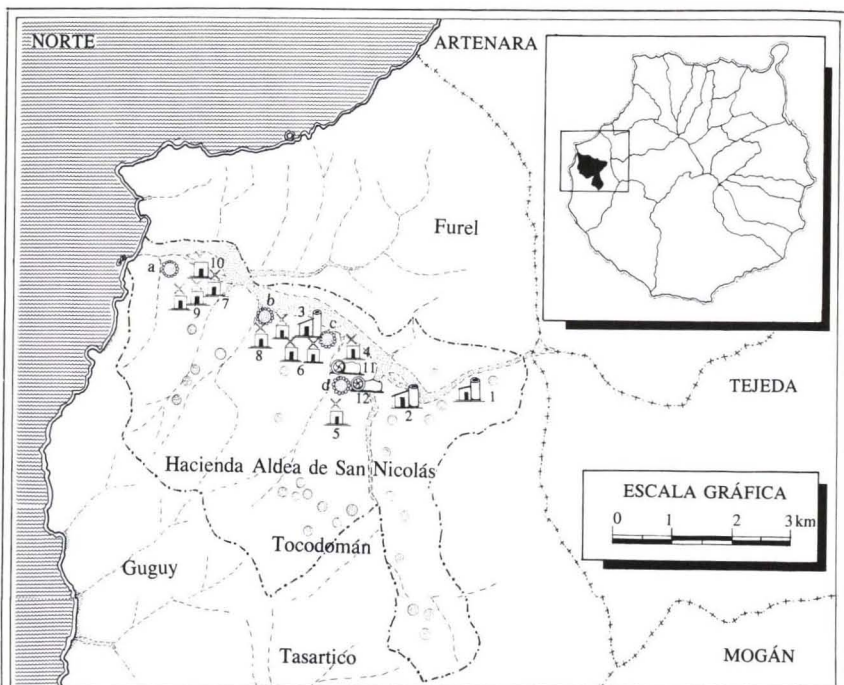 NORTE
ARTENARA
Furel
a
10
9
7
b
3
c
8
6
4
11
d
12
5
2
1
TEJEDA
Hacienda Aldea de San Nicolás
ESCALA GRÁFICA
0 1 2 3 km
Tocodomán
Guguy
Tasartico
MOGÁN